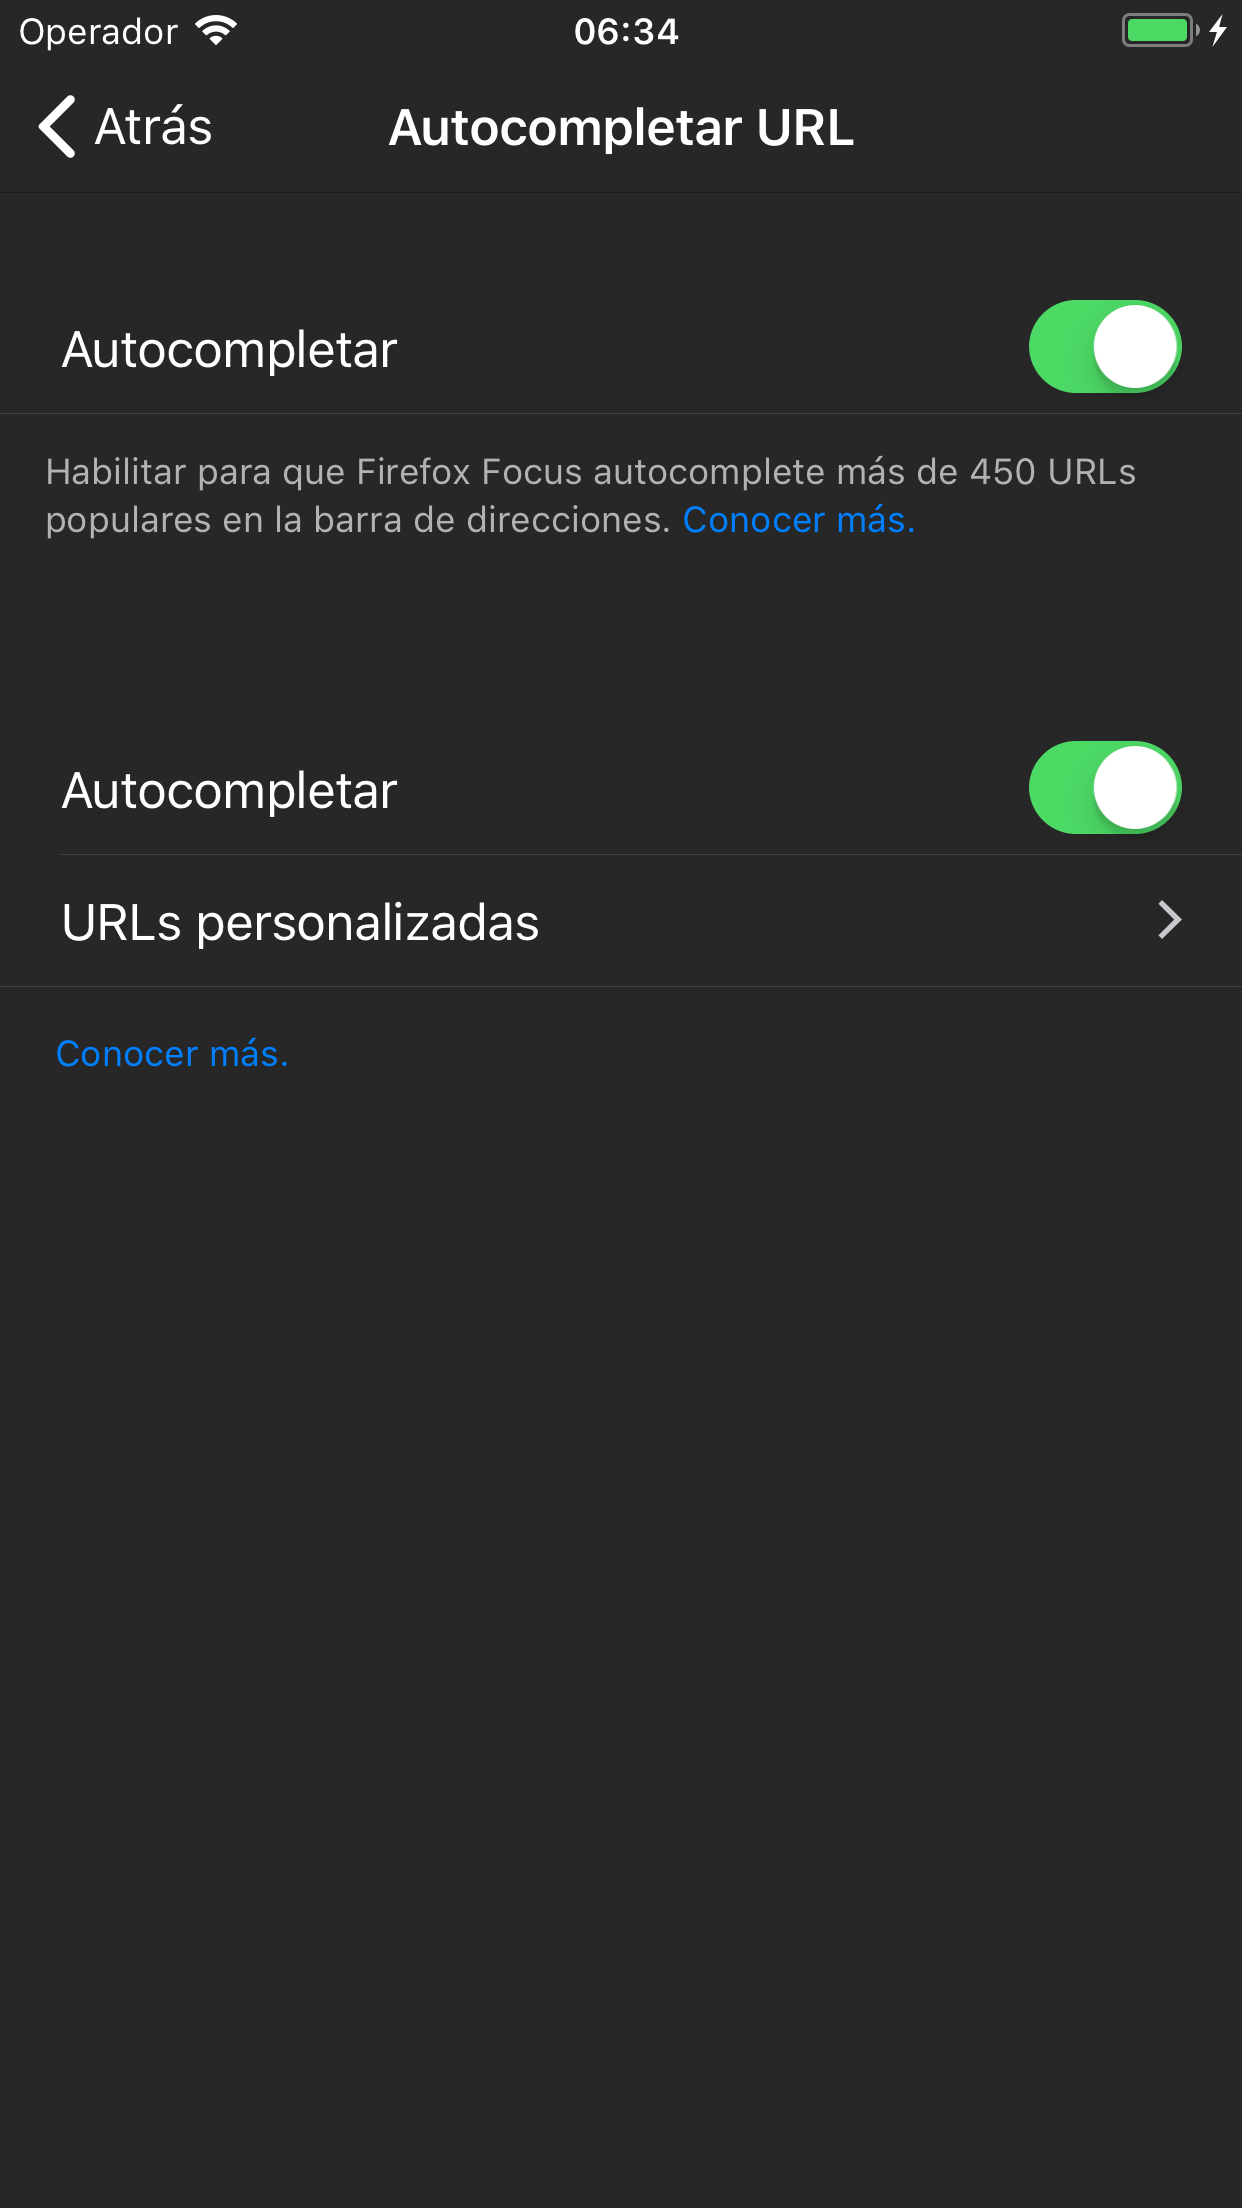 Operador
06:34
Atrás
Autocompletar URL
Autocompletar
Habilitar para que Firefox Focus autocomplete más de 450 URLs
populares en la barra de direcciones. Conocer más.
Autocompletar
URLs personalizadas
Conocer más.